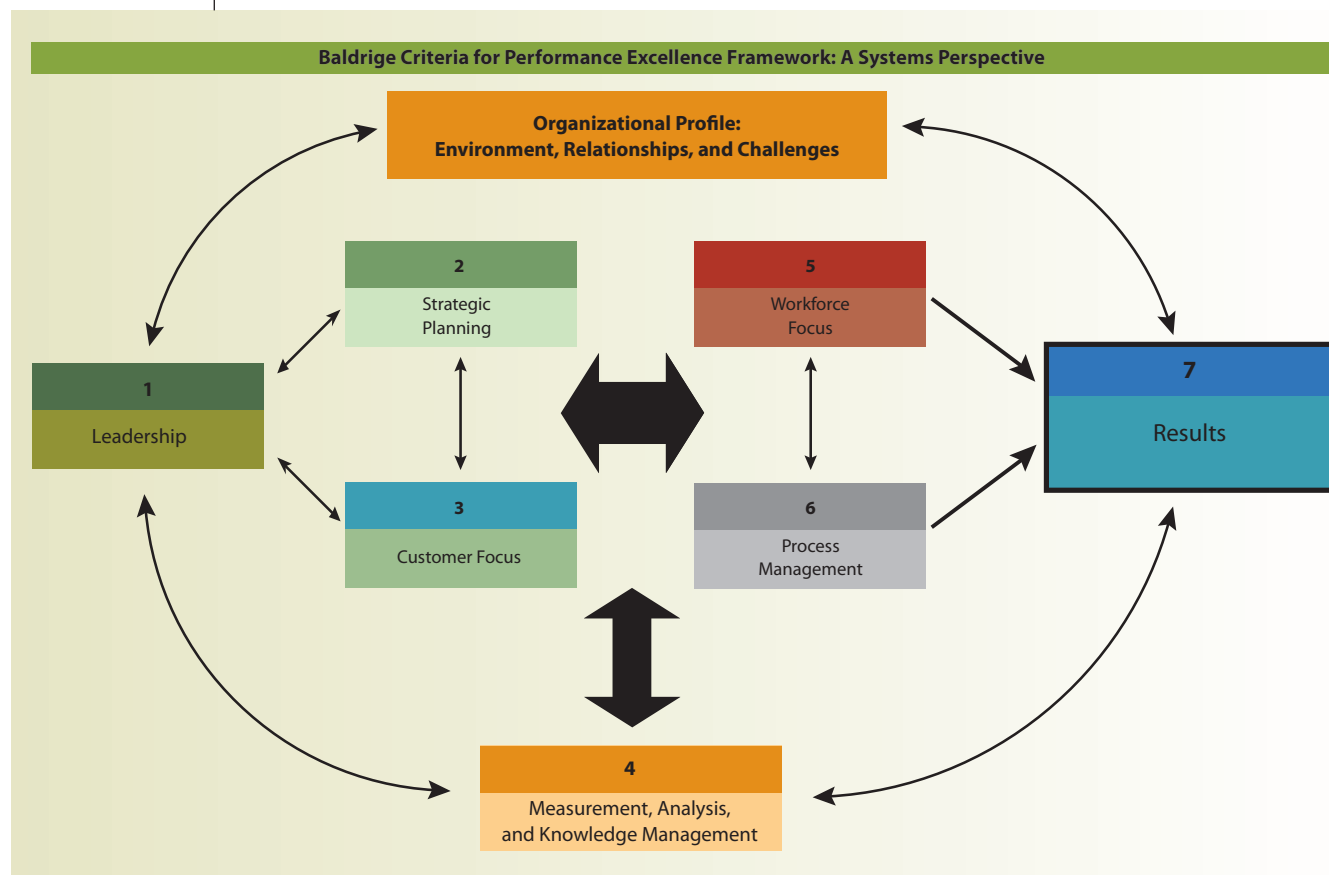 Baldrige Criteria for Performance Excellence Framework: A Systems Perspective
Organizational Profile:
Environment, Relationships, and Challenges
2
Strategic
Planning
5
Workforce
Focus
1
Leadership
7
Results
3
Customer Focus
6
Process
Management
4
Measurement, Analysis,
and Knowledge Management